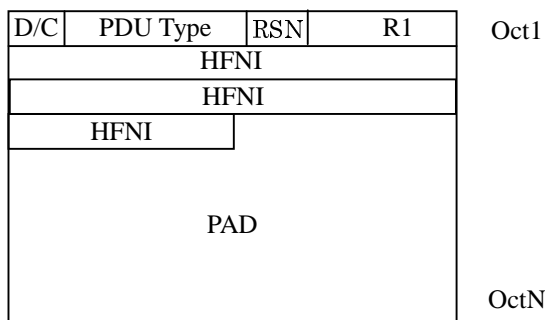 D/C PDU Type RSN R1 Oct1
HFNI
HFNI
HFNI
PAD
OctN